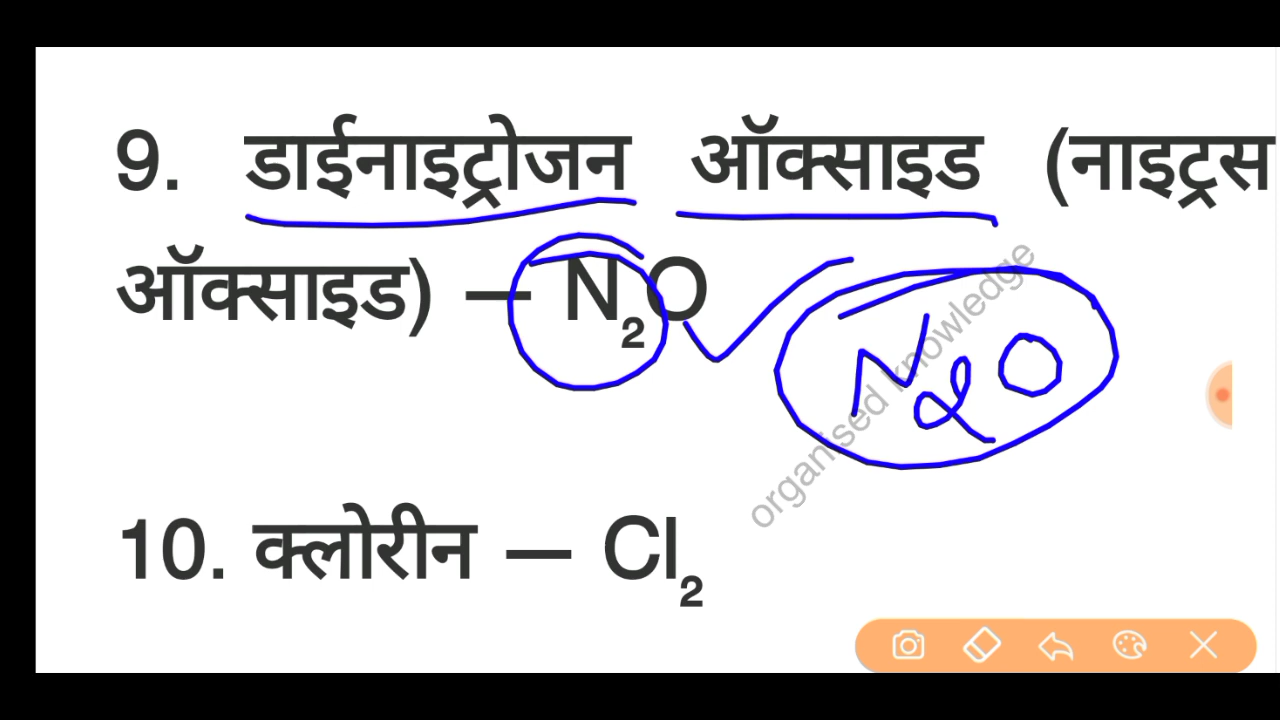 9. डाईनाइट्रोजन ऑक्साइड (नाइट्रस
ऑक्साइड) — N₂O
N₂O
organised knowledge
10. क्लोरीन — Cl₂